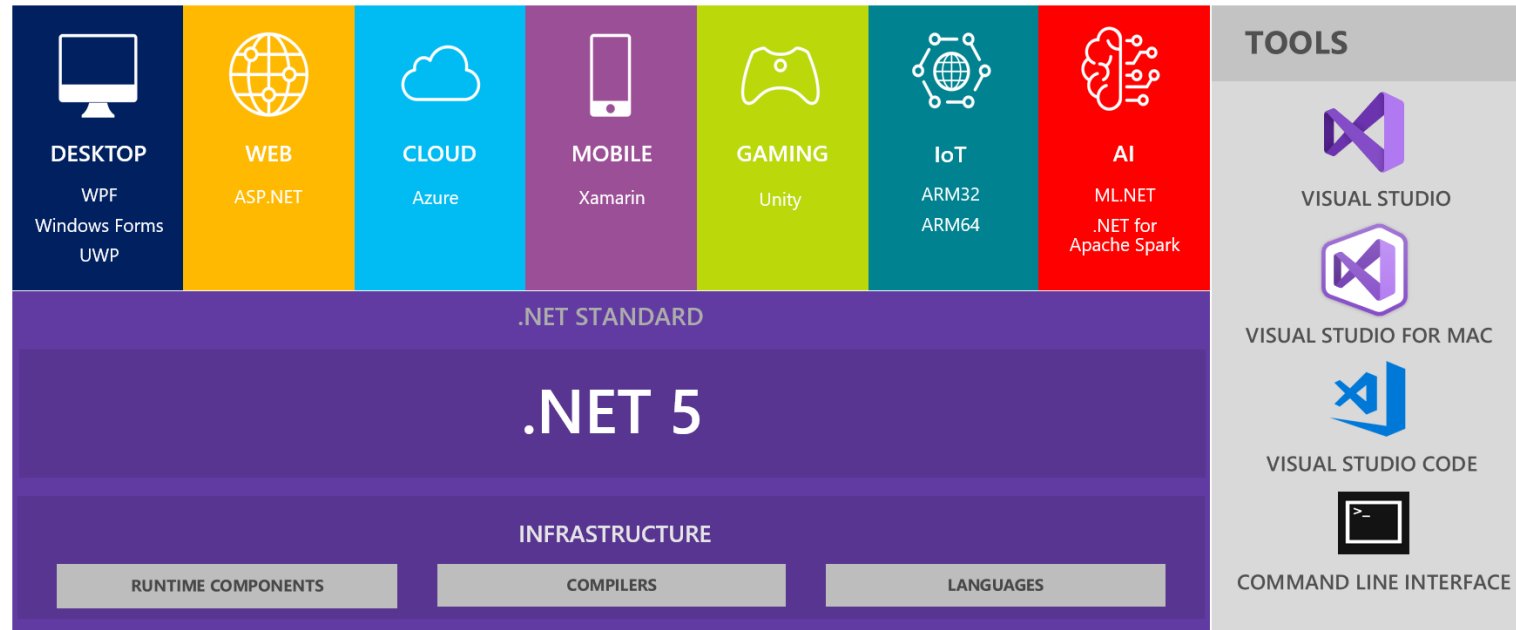 DESKTOP
WPF
Windows Forms
UWP
WEB
ASP.NET
CLOUD
Azure
MOBILE
Xamarin
GAMING
Unity
IoT
ARM32
ARM64
AI
ML.NET
.NET for
Apache Spark
.NET STANDARD
.NET 5
INFRASTRUCTURE
RUNTIME COMPONENTS
COMPILERS
LANGUAGES
TOOLS
VISUAL STUDIO
VISUAL STUDIO FOR MAC
VISUAL STUDIO CODE
>_
COMMAND LINE INTERFACE